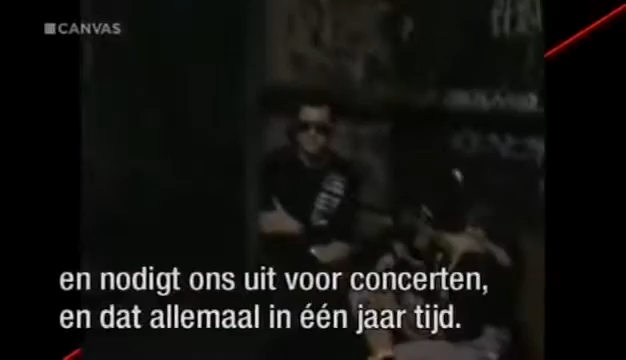 CANVAS
en nodigt ons uit voor concerten,
en dat allemaal in één jaar tijd.